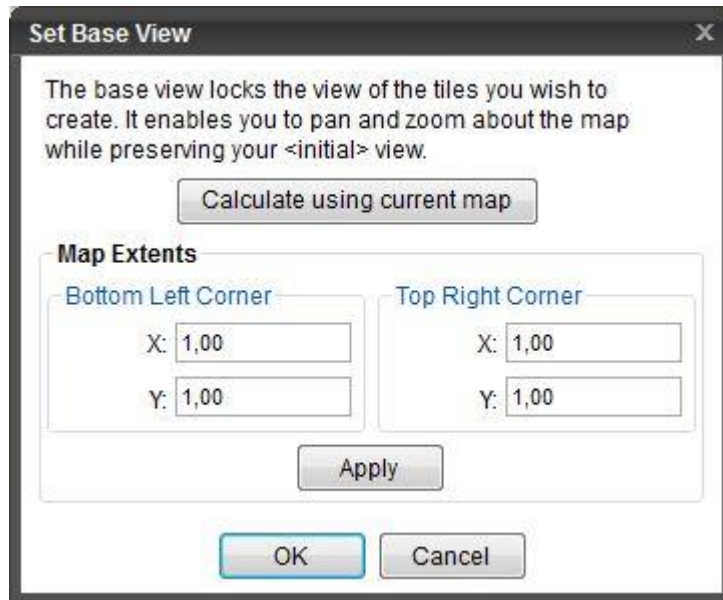 Set Base View X
The base view locks the view of the tiles you wish to
create. It enables you to pan and zoom about the map
while preserving your <initial> view.
Calculate using current map
Map Extents
Bottom Left Corner
X: 1,00
Y: 1,00
Top Right Corner
X: 1,00
Y: 1,00
Apply
OK Cancel